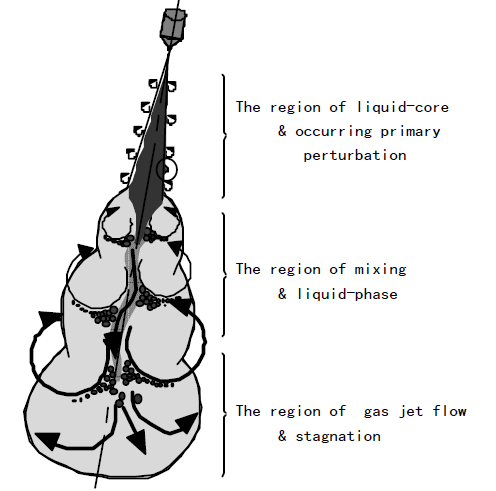 The region of liquid-core
& occurring primary
perturbation
The region of mixing
& liquid-phase
The region of gas jet flow
& stagnation